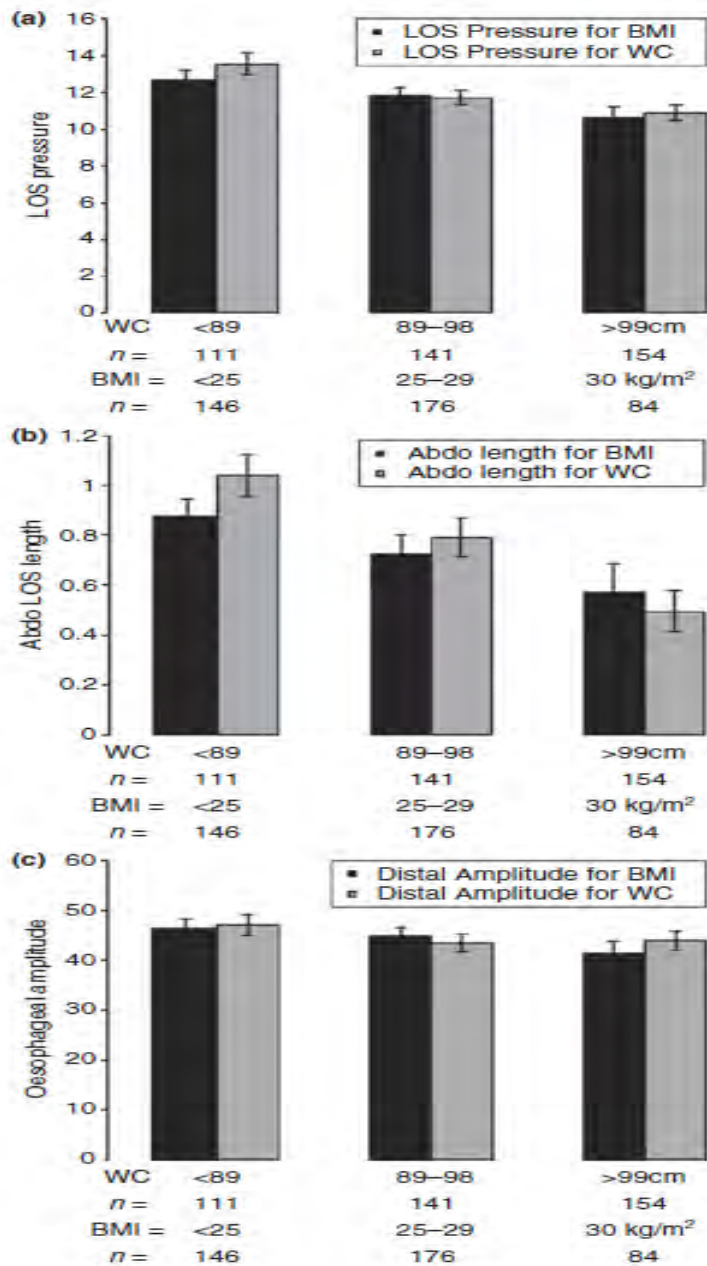 (a)
16
14
12
10
8
6
4
2
0
LOS pressure
LOS Pressure for BMI
LOS Pressure for WC
WC <89 89–98 >99cm
n = 111 141 154
BMI = <25 25–29 30 kg/m²
n = 146 176 84
(b)
1.2
1
0.8
0.6
0.4
0.2
0
Abdo LOS length
Abdo length for BMI
Abdo length for WC
WC <89 89–98 >99cm
n = 111 141 154
BMI = <25 25–29 30 kg/m²
n = 146 176 84
(c)
60
50
40
30
20
10
0
Oesophageal amplitude
Distal Amplitude for BMI
Distal Amplitude for WC
WC <89 89–98 >99cm
n = 111 141 154
BMI = <25 25–29 30 kg/m²
n = 146 176 84